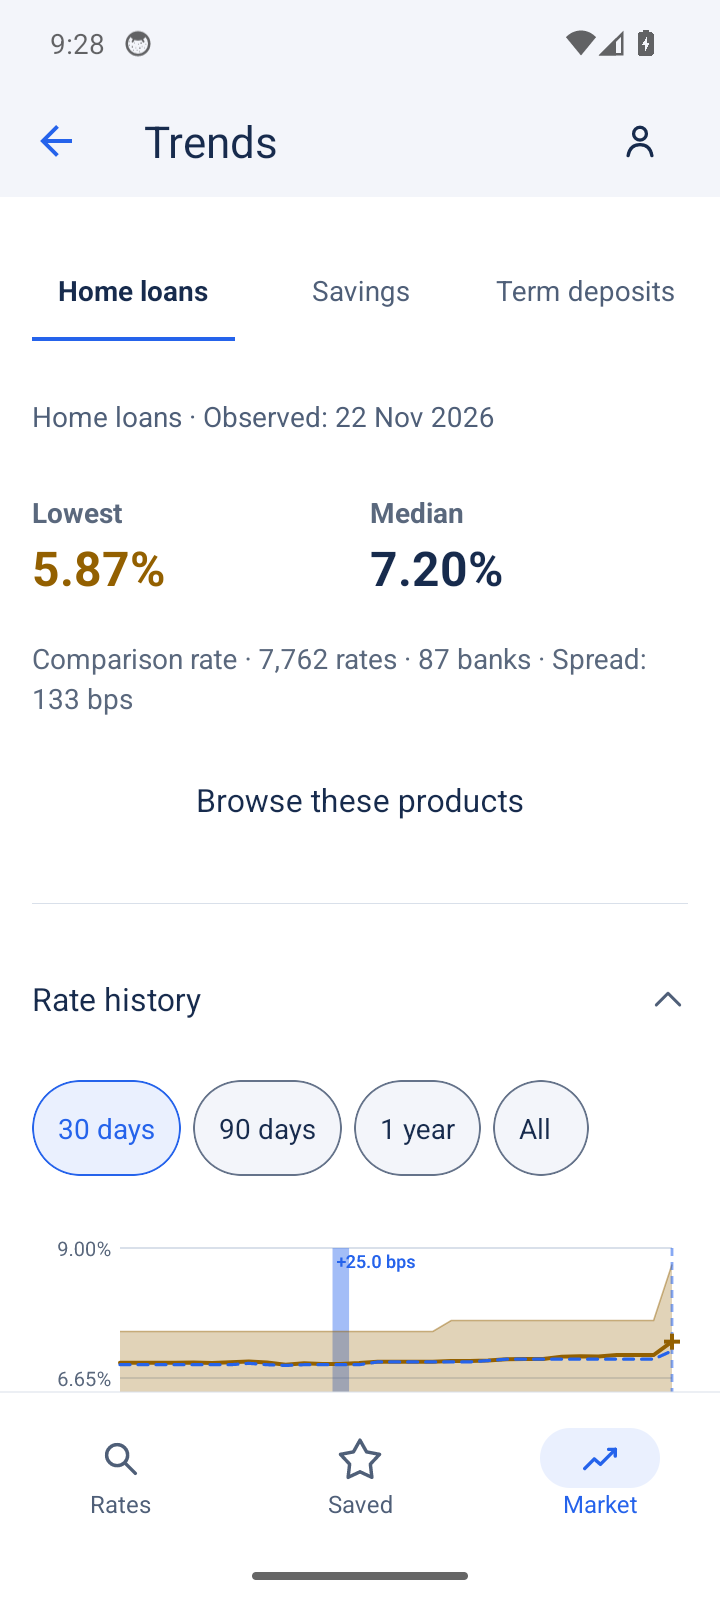 9:28
Trends
Home loans
Savings
Term deposits
Home loans · Observed: 22 Nov 2026
Lowest
Median
5.87%
7.20%
Comparison rate · 7,762 rates · 87 banks · Spread:
133 bps
Browse these products
Rate history
30 days
90 days
1 year
All
9.00%
+25.0 bps
6.65%
Rates
Saved
Market